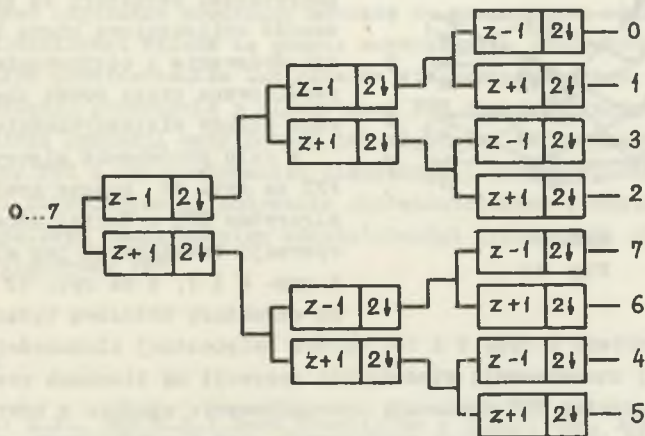 z-1 2↓ 0
z+1 2↓ 1
z-1 2↓
z+1 2↓
z-1 2↓ 3
z+1 2↓ 2
0...7
z-1 2↓
z+1 2↓
z-1 2↓ 7
z+1 2↓ 6
z-1 2↓
z+1 2↓
z-1 2↓ 4
z+1 2↓ 5